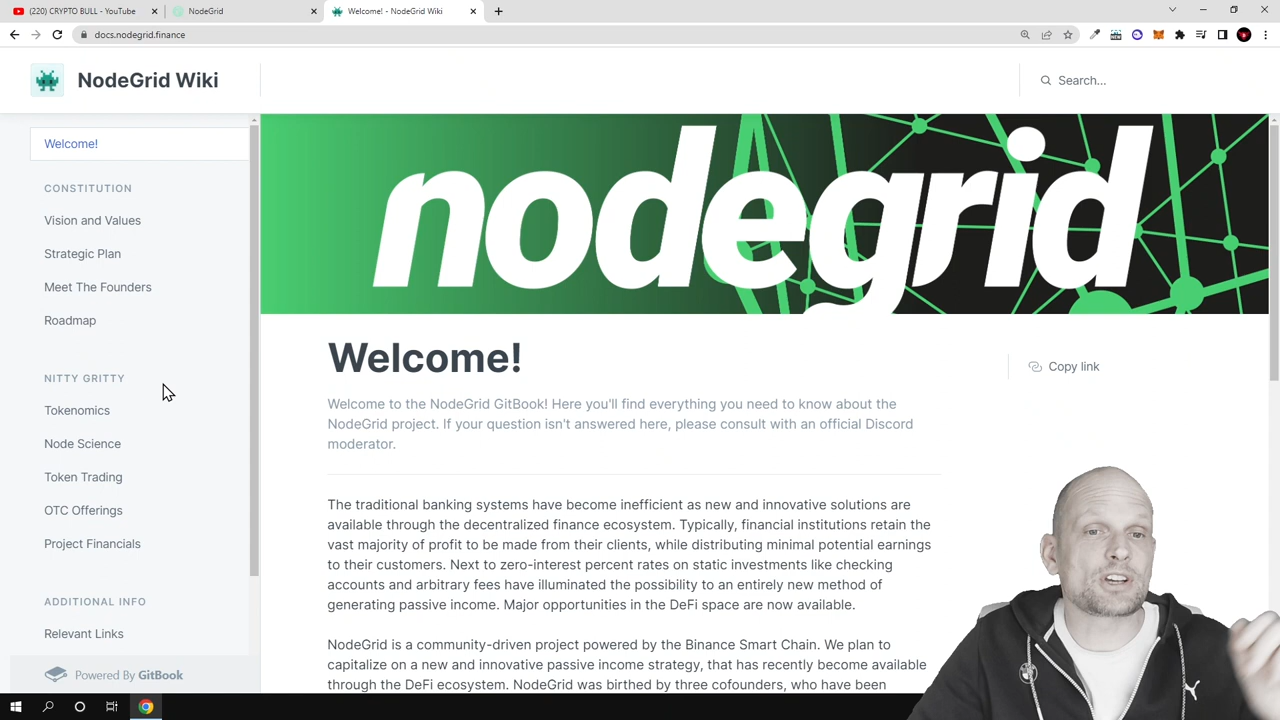 (220) CRYPTO BULL - YouTube
NodeGrid
Welcome! - NodeGrid Wiki
docs.nodegrid.finance
NodeGrid Wiki
Search...
Welcome!
CONSTITUTION
Vision and Values
Strategic Plan
Meet The Founders
Roadmap
NITTY GRITTY
Tokenomics
Node Science
Token Trading
OTC Offerings
Project Financials
ADDITIONAL INFO
Relevant Links
Powered By GitBook
nodegrid
Welcome!
Copy link
Welcome to the NodeGrid GitBook! Here you'll find everything you need to know about the
NodeGrid project. If your question isn't answered here, please consult with an official Discord
moderator.
The traditional banking systems have become inefficient as new and innovative solutions are
available through the decentralized finance ecosystem. Typically, financial institutions retain the
vast majority of profit to be made from their clients, while distributing minimal potential earnings
to their customers. Next to zero-interest percent rates on static investments like checking
accounts and arbitrary fees have illuminated the possibility to an entirely new method of
generating passive income. Major opportunities in the DeFi space are now available.
NodeGrid is a community-driven project powered by the Binance Smart Chain. We plan to
capitalize on a new and innovative passive income strategy, that has recently become available
through the DeFi ecosystem. NodeGrid was birthed by three cofounders, who have been